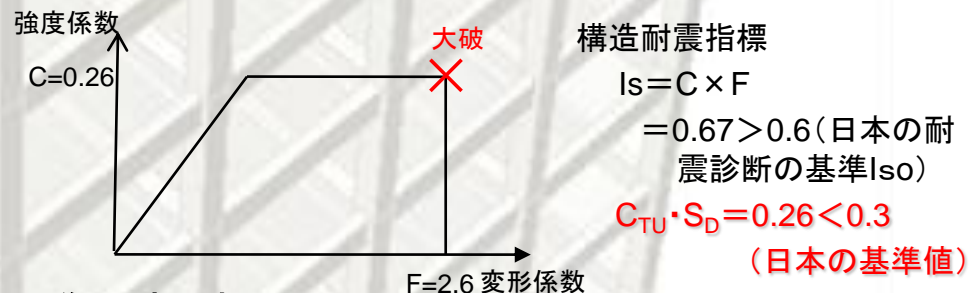 強度係数
C=0.26
大破
F=2.6 変形係数
構造耐震指標
Is=C×F
=0.67>0.6(日本の耐
震診断の基準Iso)
CTU・SD=0.26<0.3
(日本の基準値)